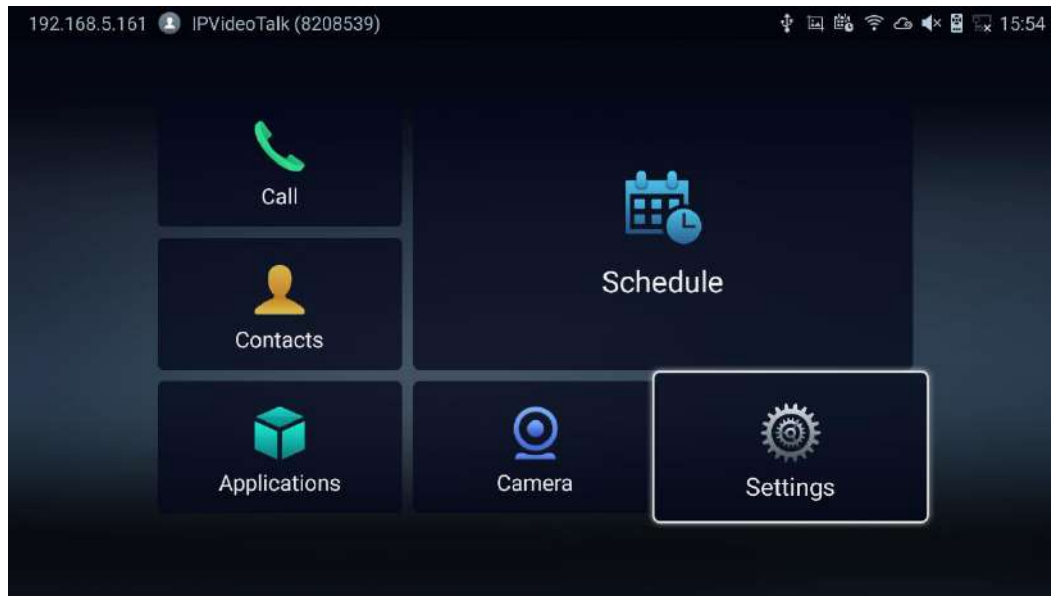 192.168.5.161 IPVideoTalk (8208539) 15:54
Call
Schedule
Contacts
Applications
Camera
Settings